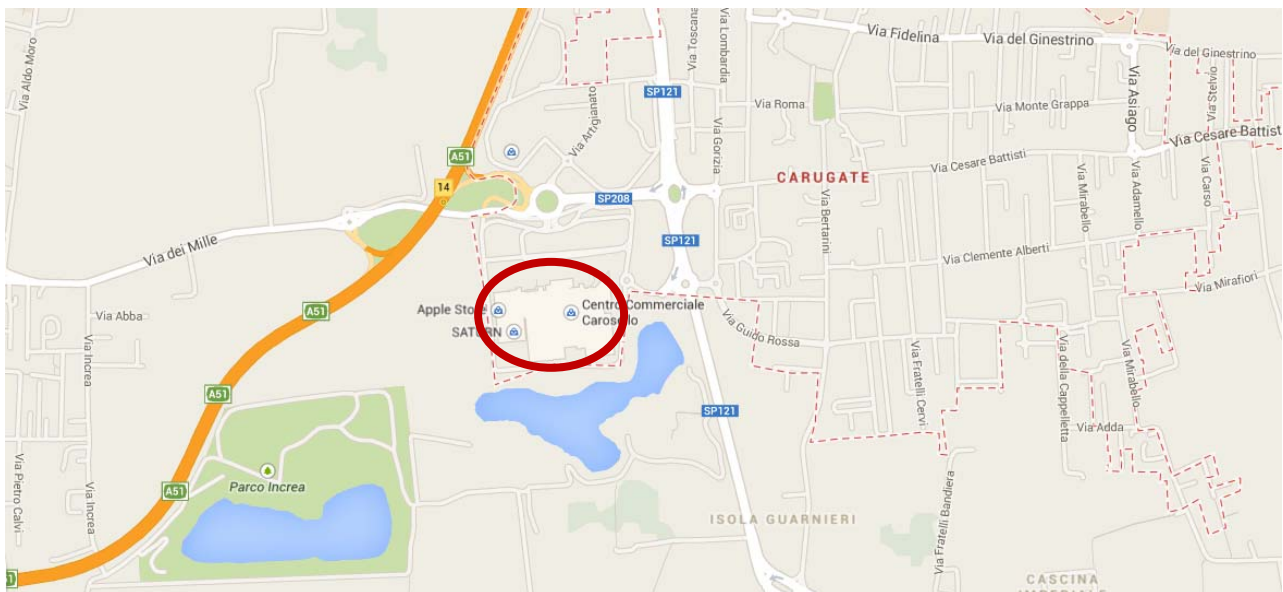 Via Aldo Moro
Via Toscana
Via Lombardia
Via Fidelina
Via del Ginestrino
Via del Ginestrino
SP121
Via Artigianato
Via Roma
Via Monte Grappa
Via Asiago
Via Stelvio
Via Gorizia
A51
14
Via Cesare Battisti
Via Cesare Battist
CARUGATE
SP208
Via Bertarini
Via Mirabello
Via Adamello
Via Carso
Via dei Mille
SP121
Via Clemente Alberti
Via Mirafiori
Apple Store
SATURN
Centro Commerciale
Carosello
A51
Via Abba
Via Increa
Via Guido Rossa
Via Fratelli Cervi
Via della Cappelletta
Via Mirabello
A51
SP121
Via Adda
Parco Increa
A51
Via Pietro Calvi
Via Increa
ISOLA GUARNIERI
Via Fratelli Bandiera
CASCINA
51